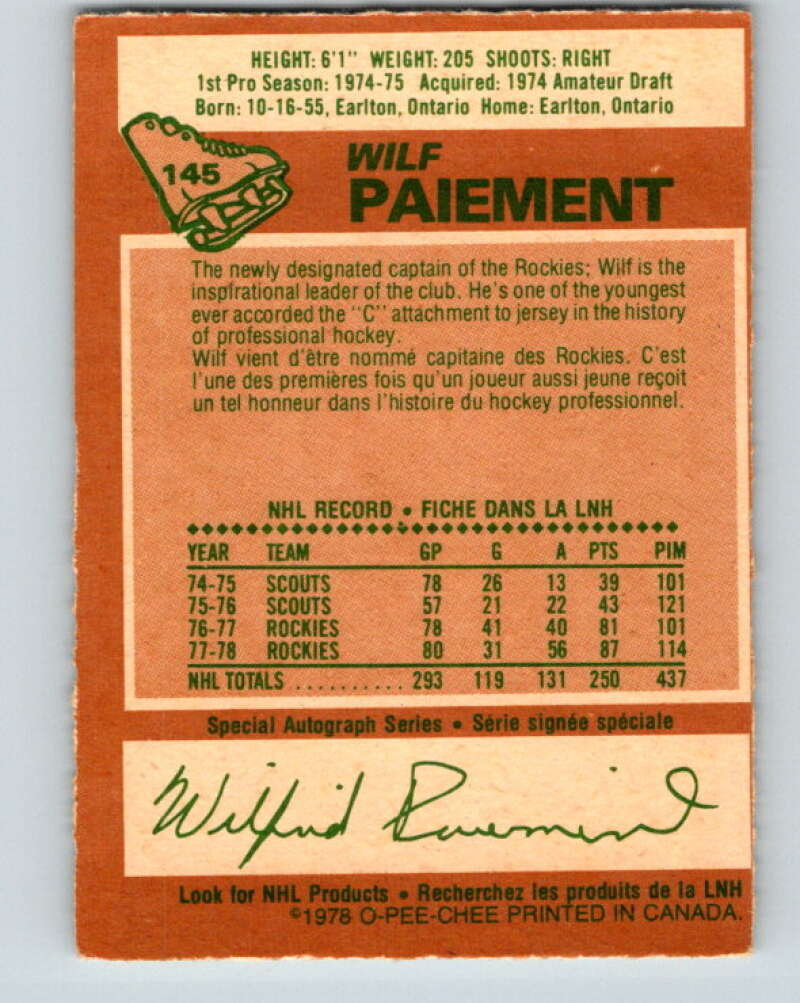 HEIGHT: 6'1" WEIGHT: 205 SHOOTS: RIGHT
1st Pro Season: 1974-75 Acquired: 1974 Amateur Draft
Born: 10-16-55, Earlton, Ontario Home: Earlton, Ontario
145
WILF
PAIEMENT
The newly designated captain of the Rockies; Wilf is the
inspirational leader of the club. He's one of the youngest
ever accorded the "C" attachment to jersey in the history
of professional hockey.
Wilf vient d'être nommé capitaine des Rockies. C'est
l'une des premières fois qu'un joueur aussi jeune reçoit
un tel honneur dans l'histoire du hockey professionnel.
NHL RECORD • FICHE DANS LA LNH
YEAR TEAM GP G A PTS PIM
74-75 SCOUTS 78 26 13 39 101
75-76 SCOUTS 57 21 22 43 121
76-77 ROCKIES 78 41 40 81 101
77-78 ROCKIES 80 31 56 87 114
NHL TOTALS .......... 293 119 131 250 437
Special Autograph Series • Série signée spéciale
Wilfrid Paiement
Look for NHL Products • Recherchez les produits de la LNH
©1978 O-PEE-CHEE PRINTED IN CANADA.